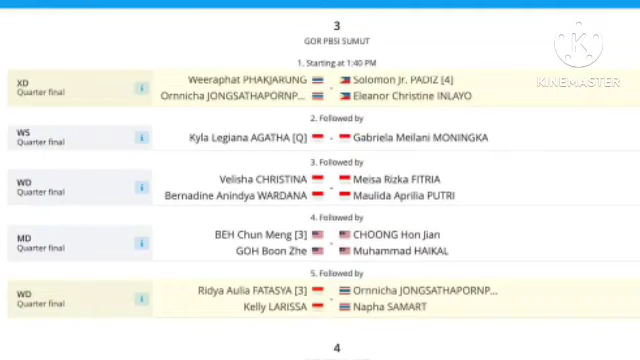 3
GOR PBSI SUMUT
1. Starting at 1:40 PM
XD
Quarter final
i
Weeraphat PHAKJARUNG - Solomon Jr. PADIZ [4]
Ornnicha JONGSATHAPORNP... Eleanor Christine INLAYO
2. Followed by
WS
Quarter final
i
Kyla Legiana AGATHA [Q] - Gabriela Meilani MONINGKA
3. Followed by
WD
Quarter final
i
Velisha CHRISTINA - Meisa Rizka FITRIA
Bernadine Anindya WARDANA Maulida Aprilia PUTRI
4. Followed by
MD
Quarter final
i
BEH Chun Meng [3] - CHOONG Hon Jian
GOH Boon Zhe Muhammad HAIKAL
5. Followed by
WD
Quarter final
i
Ridya Aulia FATASYA [3] - Ornnicha JONGSATHAPORNP...
Kelly LARISSA Napha SAMART
4
K
KINEMASTER